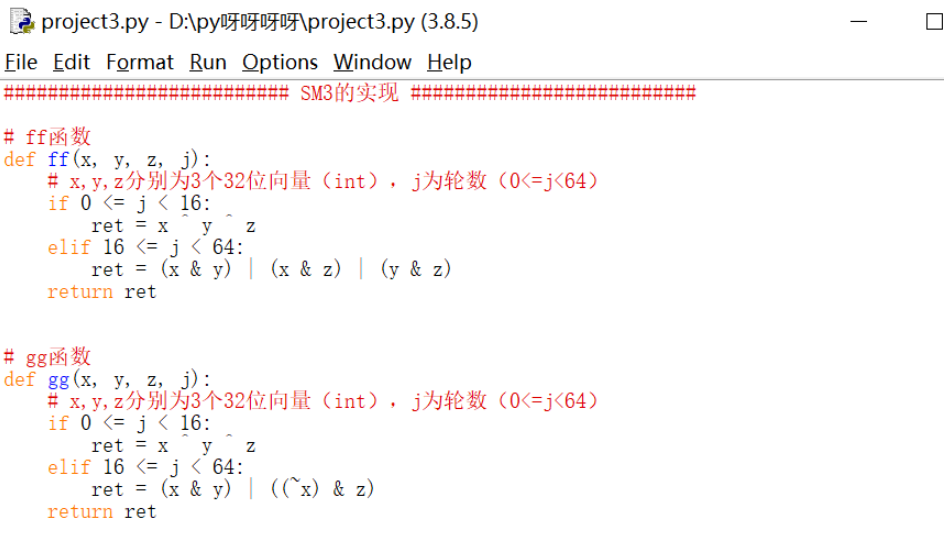 project3.py - D:\py呀呀呀呀\project3.py (3.8.5)
File Edit Format Run Options Window Help
########################## SM3的实现 ##########################
# ff函数
def ff(x, y, z, j):
    # x,y,z分别为3个32位向量（int），j为轮数（0<=j<64）
    if 0 <= j < 16:
        ret = x ^ y ^ z
    elif 16 <= j < 64:
        ret = (x & y) | (x & z) | (y & z)
    return ret
# gg函数
def gg(x, y, z, j):
    # x,y,z分别为3个32位向量（int），j为轮数（0<=j<64）
    if 0 <= j < 16:
        ret = x ^ y ^ z
    elif 16 <= j < 64:
        ret = (x & y) | ((~x) & z)
    return ret